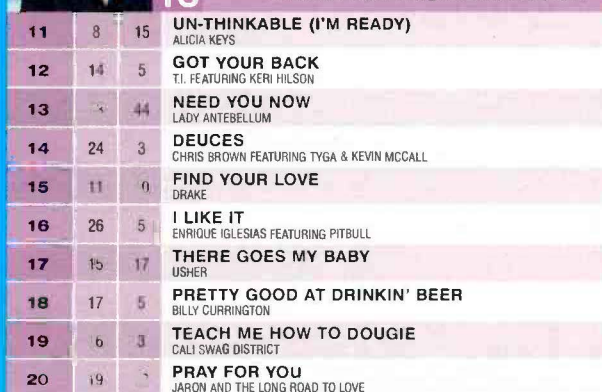 11 8 15 UN-THINKABLE (I'M READY)
ALICIA KEYS
12 14 5 GOT YOUR BACK
T.I. FEATURING KERI HILSON
13 44 NEED YOU NOW
LADY ANTEBELLUM
14 24 3 DEUCES
CHRIS BROWN FEATURING TYGA & KEVIN MCCALL
15 11 FIND YOUR LOVE
DRAKE
16 26 5 I LIKE IT
ENRIQUE IGLESIAS FEATURING PITBULL
17 15 17 THERE GOES MY BABY
USHER
18 17 5 PRETTY GOOD AT DRINKIN' BEER
BILLY CURRINGTON
19 3 TEACH ME HOW TO DOUGIE
CALI SWAG DISTRICT
20 19 PRAY FOR YOU
JARON AND THE LONG ROAD TO LOVE